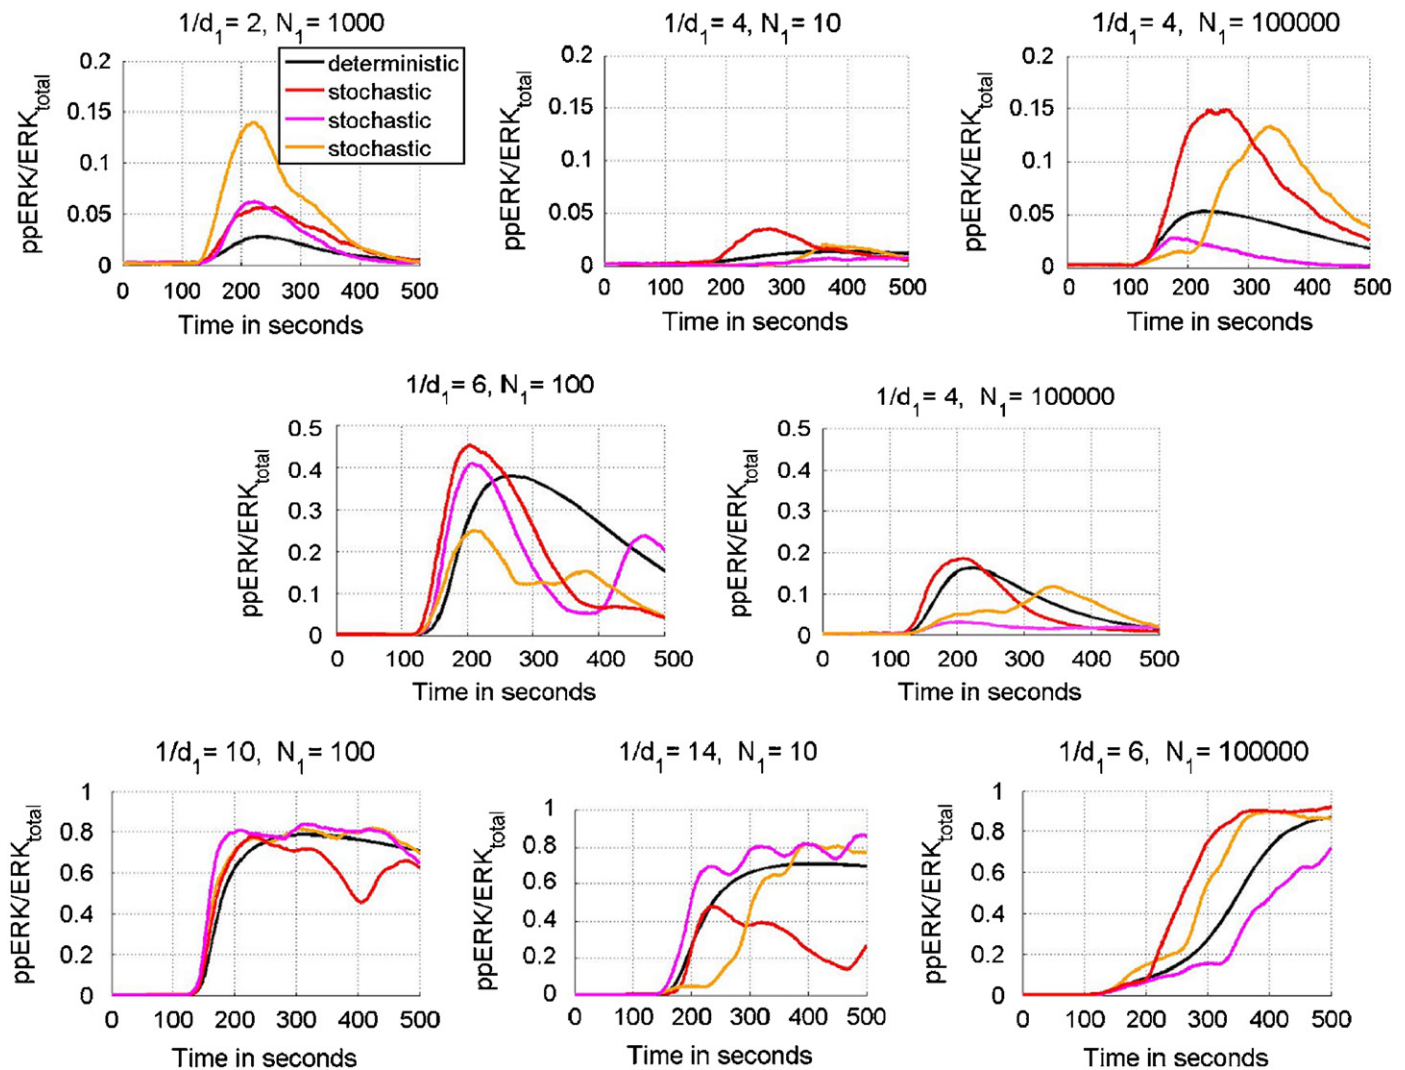 1/d1= 2, N1= 1000
ppERK/ERKtotal
0.2
0.15
0.1
0.05
0
deterministic
stochastic
stochastic
stochastic
0 100 200 300 400 500
Time in seconds
1/d1= 4, N1= 10
ppERK/ERKtotal
0.2
0.15
0.1
0.05
0
0 100 200 300 400 500
Time in seconds
1/d1= 4, N1= 100000
ppERK/ERKtotal
0.2
0.15
0.1
0.05
0
0 100 200 300 400 500
Time in seconds
1/d1= 6, N1= 100
ppERK/ERKtotal
0.5
0.4
0.3
0.2
0.1
0
0 100 200 300 400 500
Time in seconds
1/d1= 4, N1= 100000
ppERK/ERKtotal
0.5
0.4
0.3
0.2
0.1
0
0 100 200 300 400 500
Time in seconds
1/d1= 10, N1= 100
ppERK/ERKtotal
1
0.8
0.6
0.4
0.2
0
0 100 200 300 400 500
Time in seconds
1/d1= 14, N1= 10
ppERK/ERKtotal
1
0.8
0.6
0.4
0.2
0
0 100 200 300 400 500
Time in seconds
1/d1= 6, N1= 100000
ppERK/ERKtotal
1
0.8
0.6
0.4
0.2
0
0 100 200 300 400 500
Time in seconds